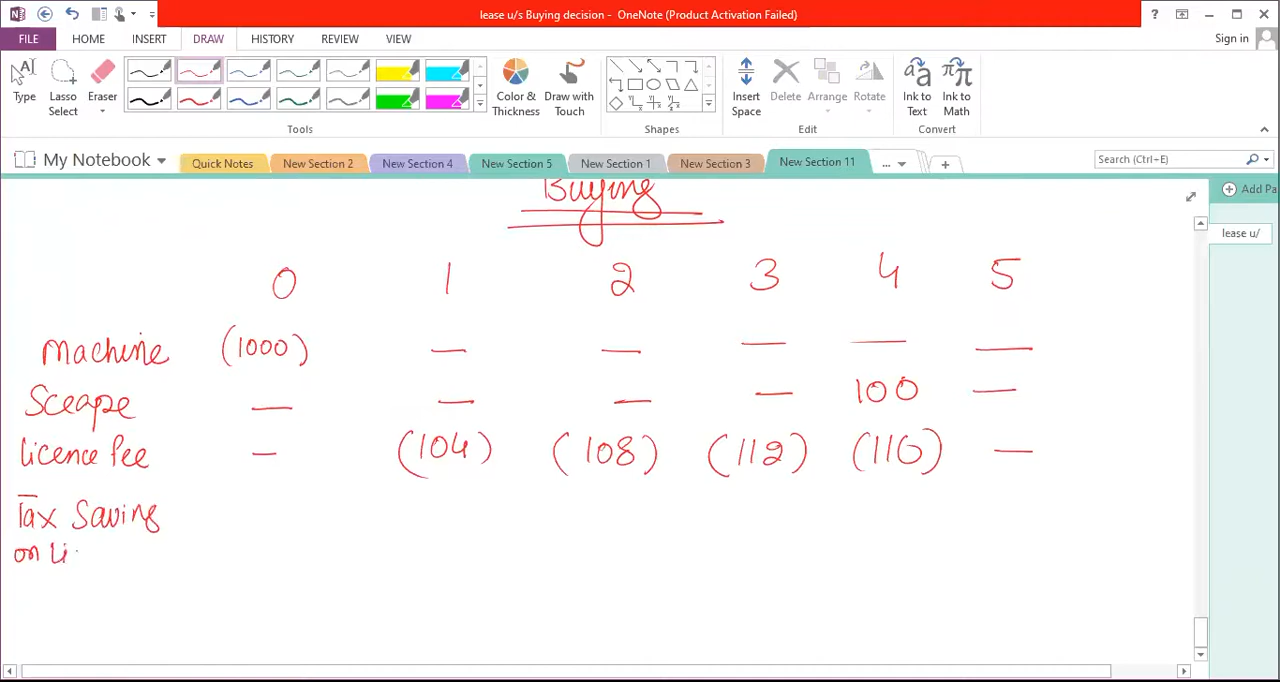 lease u/s Buying decision - OneNote (Product Activation Failed)
FILE HOME INSERT DRAW HISTORY REVIEW VIEW
Sign in
Type
Lasso Select
Eraser
Color & Thickness
Draw with Touch
Insert Space
Delete
Arrange
Rotate
Ink to Text
Ink to Math
Tools
Shapes
Edit
Convert
My Notebook
Quick Notes
New Section 2
New Section 4
New Section 5
New Section 1
New Section 3
New Section 11
...
Search (Ctrl+E)
Add Pa
lease u/
Buying
0 1 2 3 4 5
Machine (1000) — — — — —
Scrape — — — — 100 —
Licence fee — (104) (108) (112) (116) —
Tax Saving
on Li